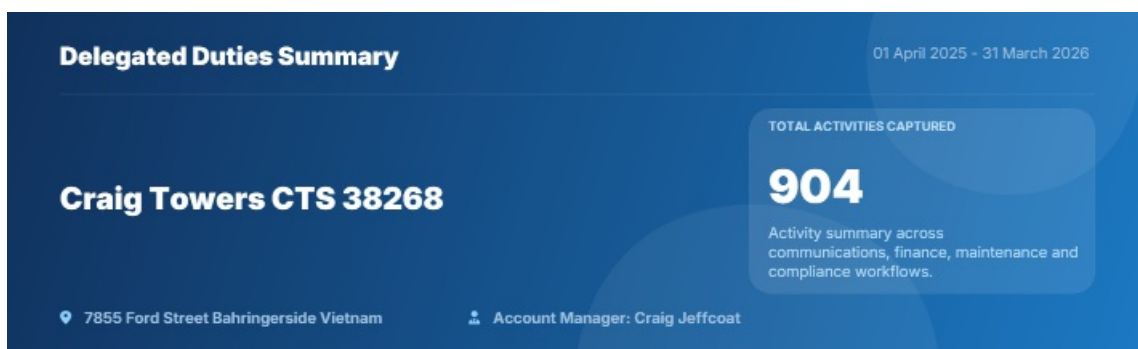 Delegated Duties Summary
01 April 2025 - 31 March 2026
TOTAL ACTIVITIES CAPTURED
904
Craig Towers CTS 38268
Activity summary across
communications, finance, maintenance and
compliance workflows.
7855 Ford Street Bahringerside Vietnam
Account Manager: Craig Jeffcoat